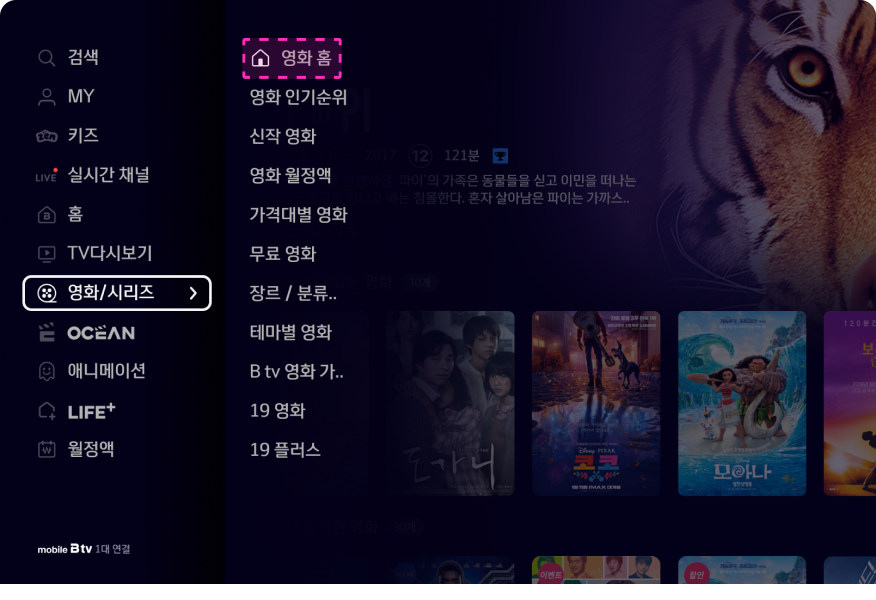 검색
MY
키즈
LIVE 실시간 채널
홈
TV다시보기
영화/시리즈
OCEAN
애니메이션
LIFE+
월정액
mobile B tv 1대 연결
영화 홈
영화 인기순위
신작 영화
영화 월정액
가격대별 영화
무료 영화
장르 / 분류..
테마별 영화
B tv 영화 가..
19 영화
19 플러스
2017 12 121분
'파이'의 가족은 동물들을 싣고 이민을 떠나는
침몰한다. 혼자 살아남은 파이는 가까스..
도가니
Disney PIXAR
코코
모아나
이벤트
할인